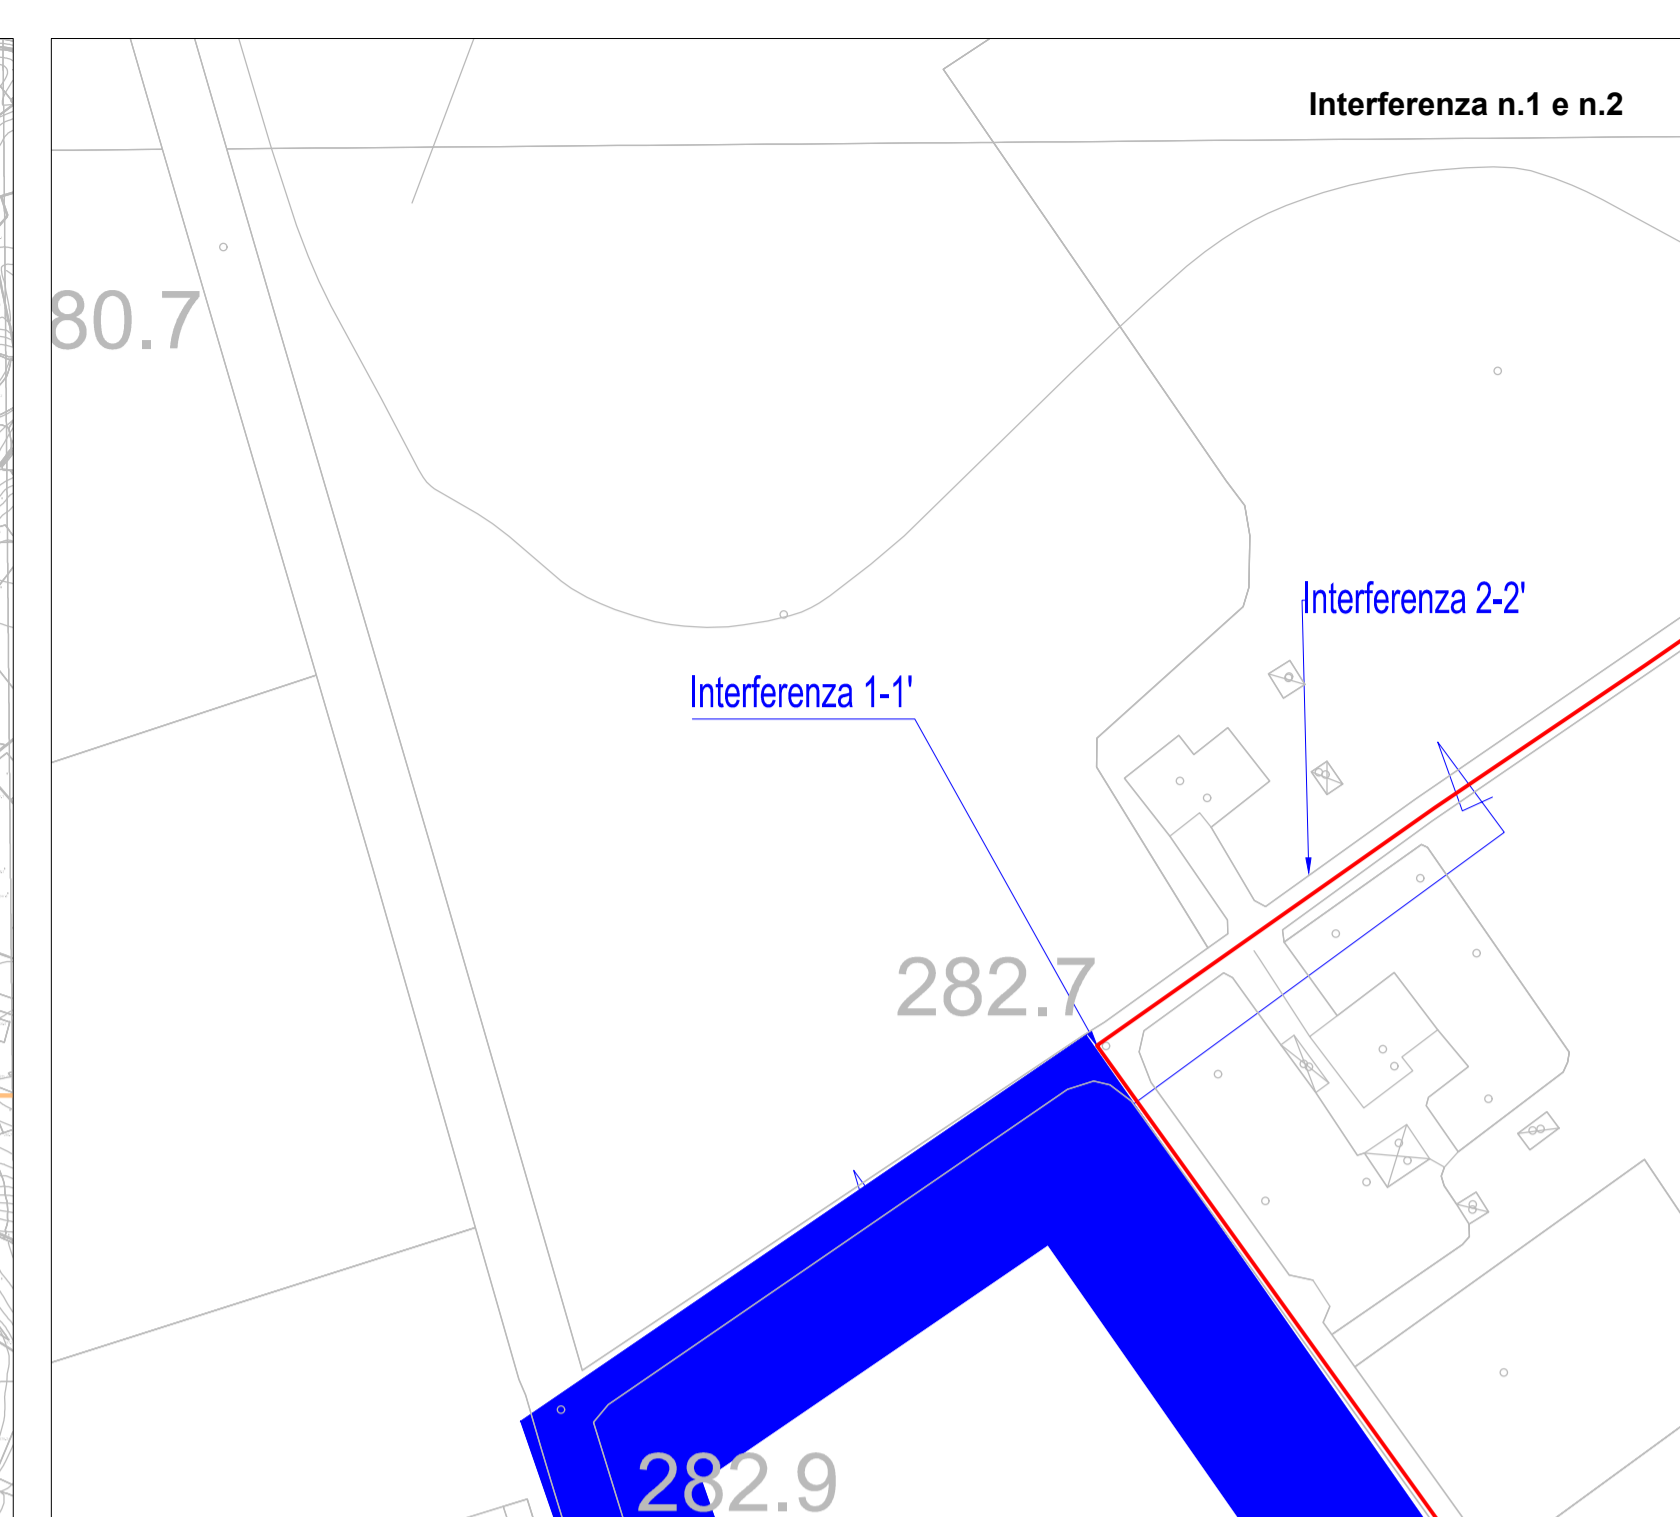 Interferenza n.1 e n.2
80.7
Interferenza 2-2'
Interferenza 1-1'
282.7
282.9